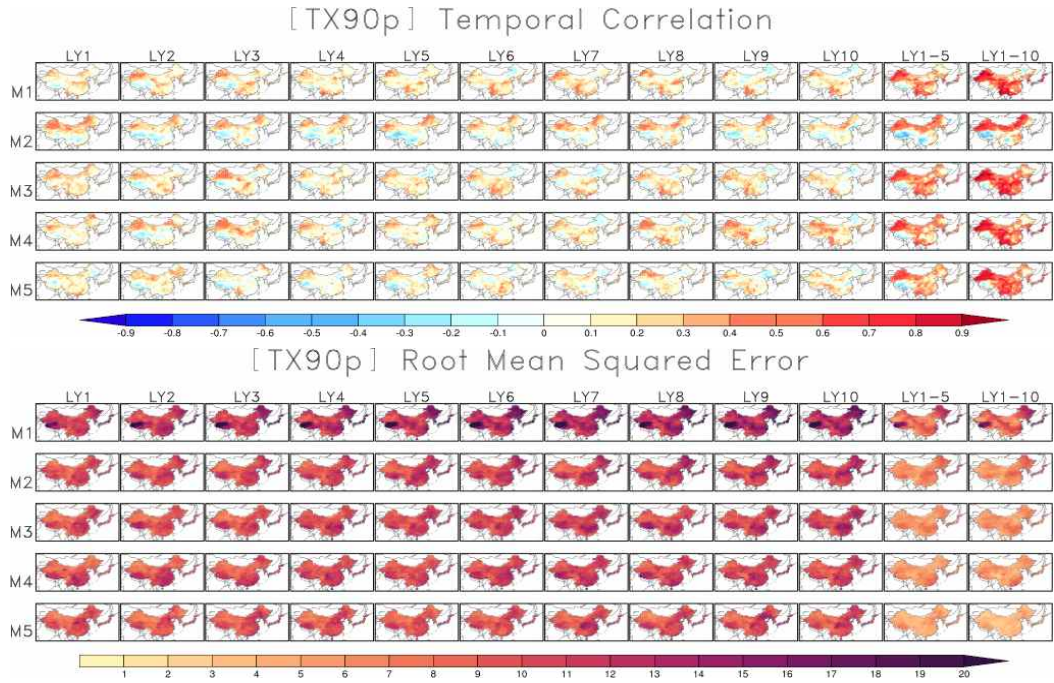 [TX90p] Temporal Correlation
LY1 LY2 LY3 LY4 LY5 LY6 LY7 LY8 LY9 LY10 LY1-5 LY1-10
M1
M2
M3
M4
M5
-0.9 -0.8 -0.7 -0.6 -0.5 -0.4 -0.3 -0.2 -0.1 0 0.1 0.2 0.3 0.4 0.5 0.6 0.7 0.8 0.9
[TX90p] Root Mean Squared Error
LY1 LY2 LY3 LY4 LY5 LY6 LY7 LY8 LY9 LY10 LY1-5 LY1-10
M1
M2
M3
M4
M5
1 2 3 4 5 6 7 8 9 10 11 12 13 14 15 16 17 18 19 20